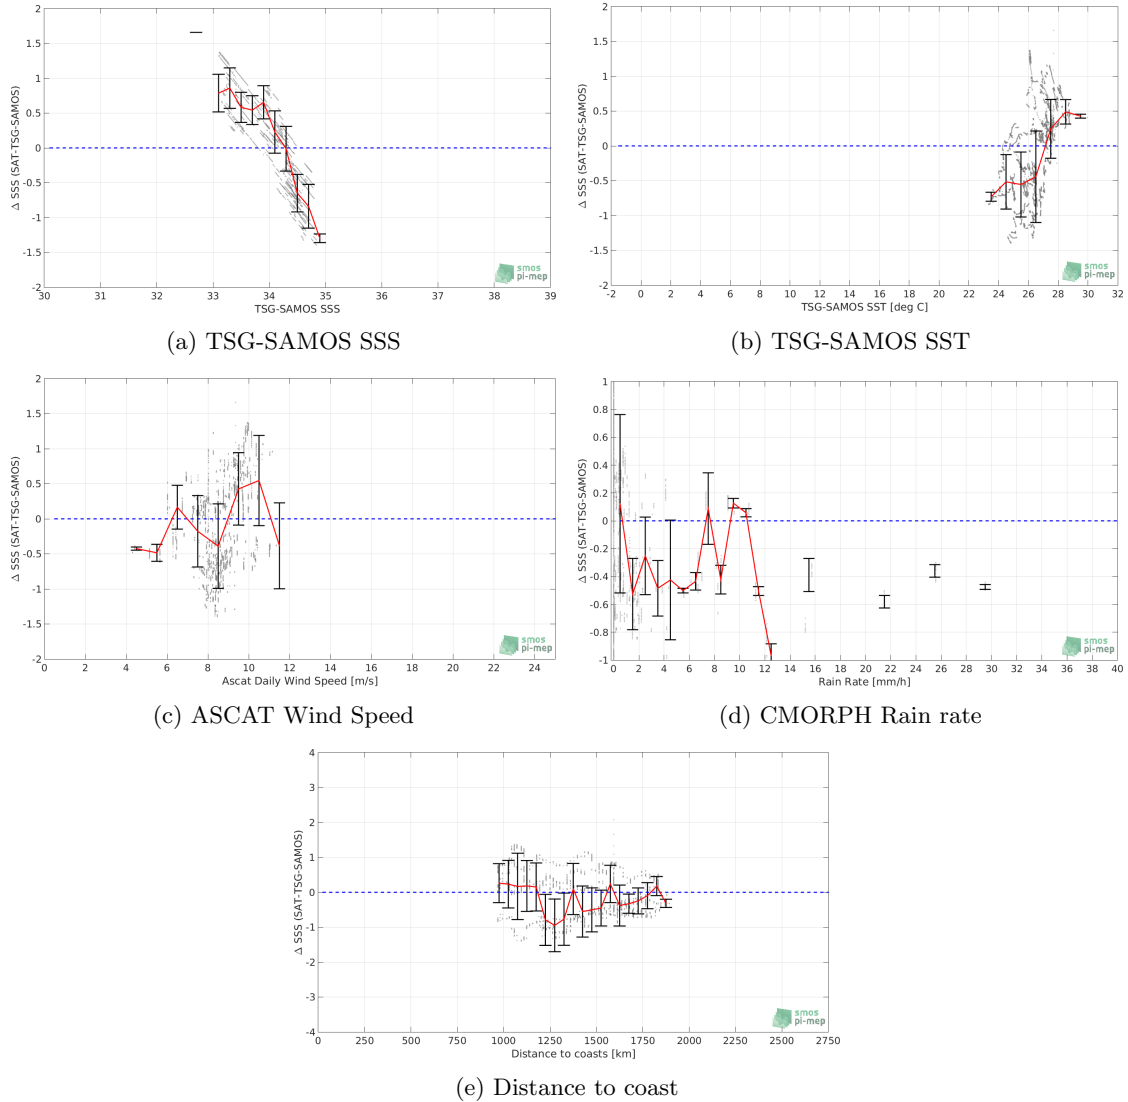 2
1.5
1
0.5
0
-0.5
-1
-1.5
-2
Δ SSS (SAT-TSG-SAMOS)
30 31 32 33 34 35 36 37 38 39
TSG-SAMOS SSS
smos
pi-mep
(a) TSG-SAMOS SSS
2
1.5
1
0.5
0
-0.5
-1
-1.5
-2
Δ SSS (SAT-TSG-SAMOS)
-2 0 2 4 6 8 10 12 14 16 18 20 22 24 26 28 30 32
TSG-SAMOS SST [deg C]
smos
pi-mep
(b) TSG-SAMOS SST
2
1.5
1
0.5
0
-0.5
-1
-1.5
-2
Δ SSS (SAT-TSG-SAMOS)
0 2 4 6 8 10 12 14 16 18 20 22 24
Ascat Daily Wind Speed [m/s]
smos
pi-mep
(c) ASCAT Wind Speed
1
0.8
0.6
0.4
0.2
0
-0.2
-0.4
-0.6
-0.8
-1
Δ SSS (SAT-TSG-SAMOS)
0 2 4 6 8 10 12 14 16 18 20 22 24 26 28 30 32 34 36 38 40
Rain Rate [mm/h]
smos
pi-mep
(d) CMORPH Rain rate
4
3
2
1
0
-1
-2
-3
-4
Δ SSS (SAT-TSG-SAMOS)
0 250 500 750 1000 1250 1500 1750 2000 2250 2500 2750
Distance to coasts [km]
smos
pi-mep
(e) Distance to coast